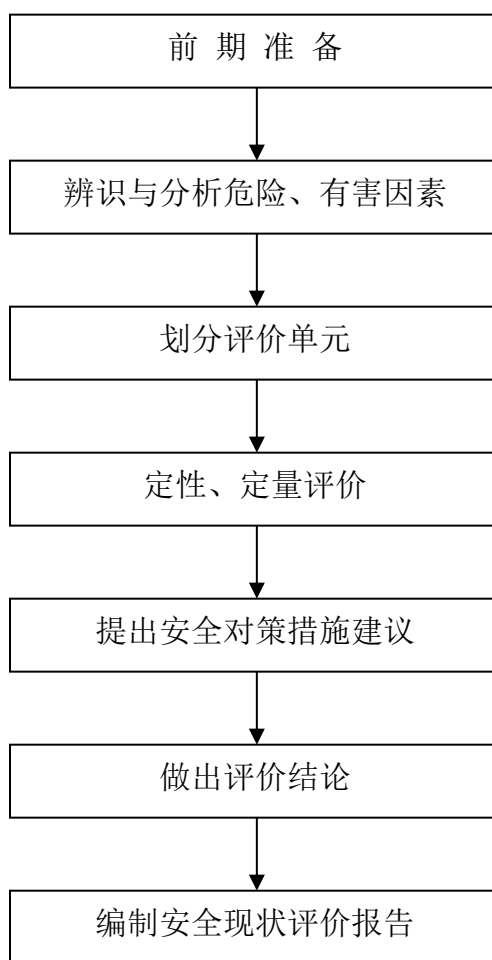 前 期 准 备
辨识与分析危险、有害因素
划分评价单元
定性、定量评价
提出安全对策措施建议
做出评价结论
编制安全现状评价报告